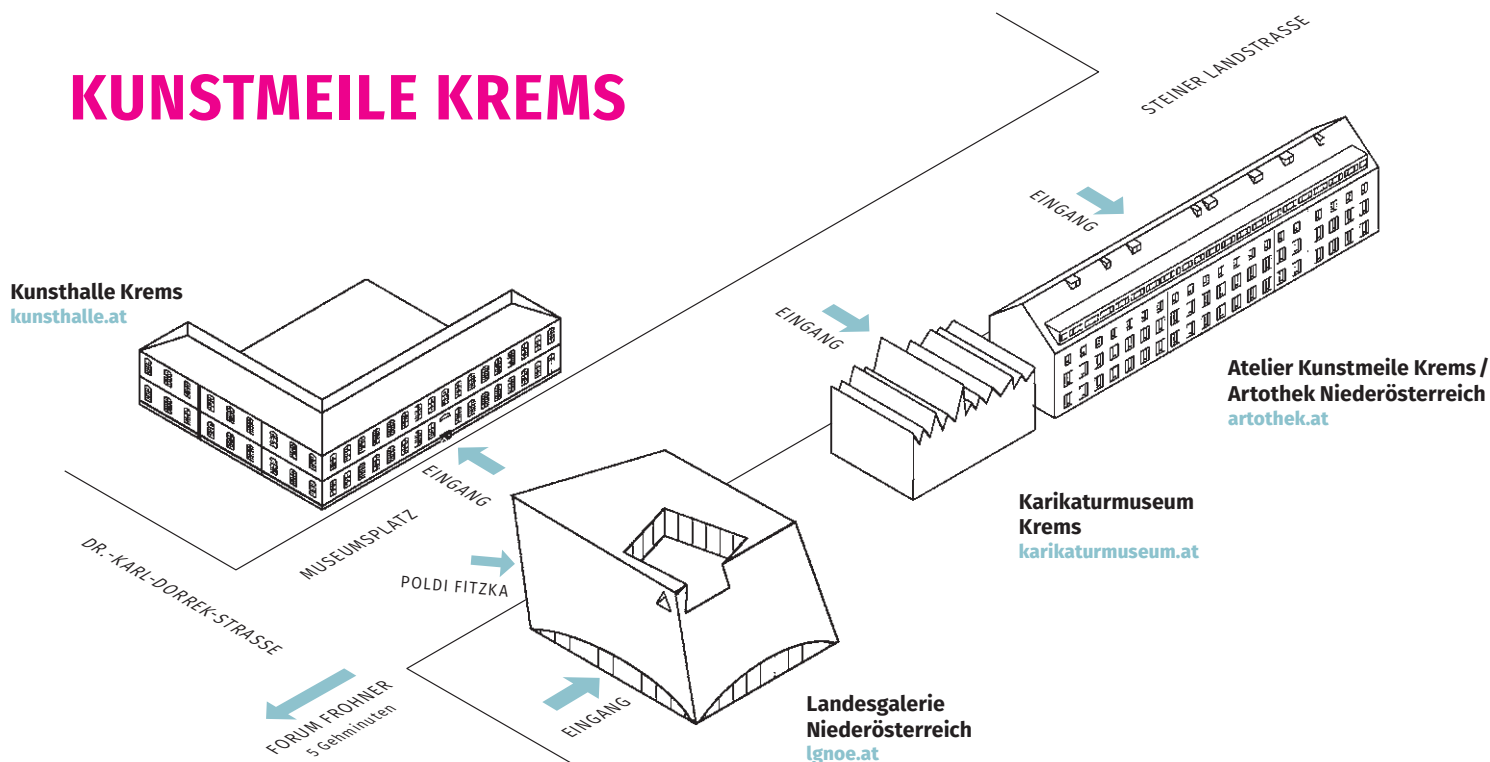 KUNSTMEILE KREMS
STEINER LANDSTRASSE
EINGANG
Kunsthalle Krems
kunsthalle.at
EINGANG
Atelier Kunstmeile Krems /
Artothek Niederösterreich
artothek.at
EINGANG
Karikaturmuseum
Krems
karikaturmuseum.at
MUSEUMSPLATZ
DR.-KARL-DORREK-STRASSE
POLDI FITZKA
FORUM FROHNER
5 Gehminuten
EINGANG
Landesgalerie
Niederösterreich
lgnoe.at